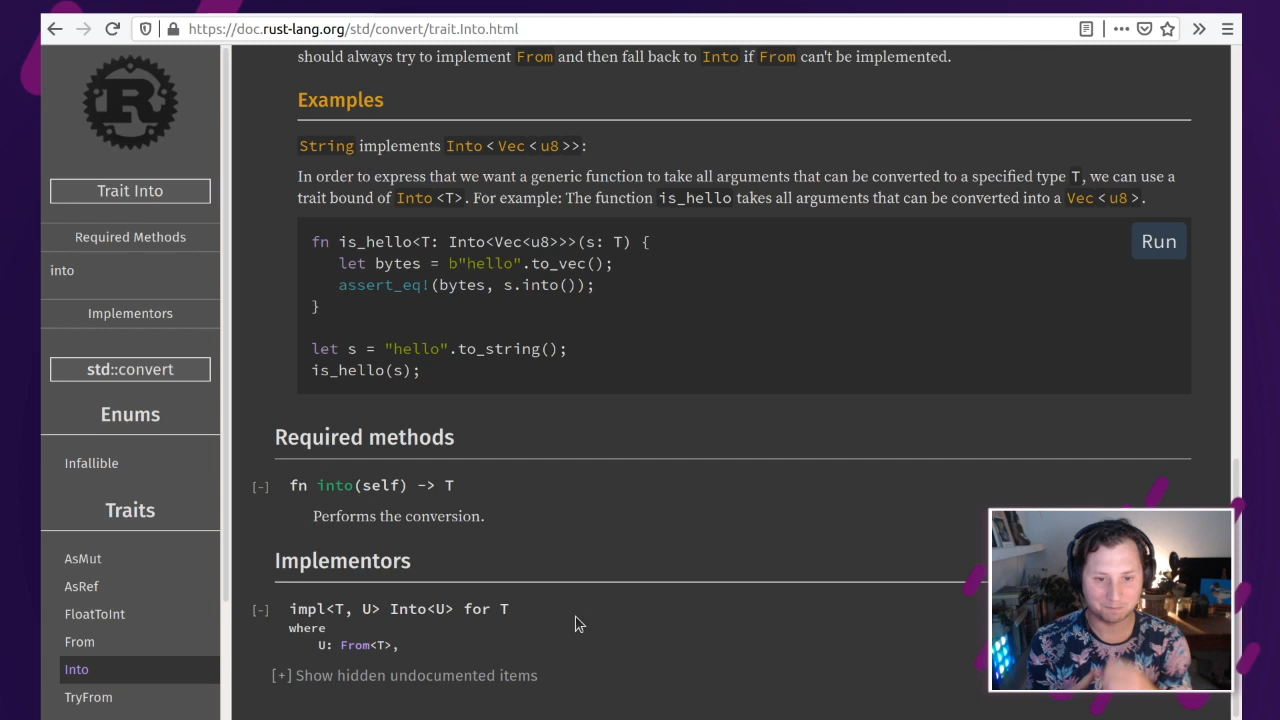 https://doc.rust-lang.org/std/convert/trait.Into.html
Trait Into
Required Methods
into
Implementors
std::convert
Enums
Infallible
Traits
AsMut
AsRef
FloatToInt
From
Into
TryFrom
should always try to implement From and then fall back to Into if From can't be implemented.
Examples
String implements Into<Vec<u8>>:
In order to express that we want a generic function to take all arguments that can be converted to a specified type T, we can use a
trait bound of Into<T>. For example: The function is_hello takes all arguments that can be converted into a Vec<u8>.
Run
fn is_hello<T: Into<Vec<u8>>>(s: T) {
   let bytes = b"hello".to_vec();
   assert_eq!(bytes, s.into());
}
let s = "hello".to_string();
is_hello(s);
Required methods
[-] fn into(self) -> T
Performs the conversion.
Implementors
[-] impl<T, U> Into<U> for T
where
U: From<T>,
[+] Show hidden undocumented items